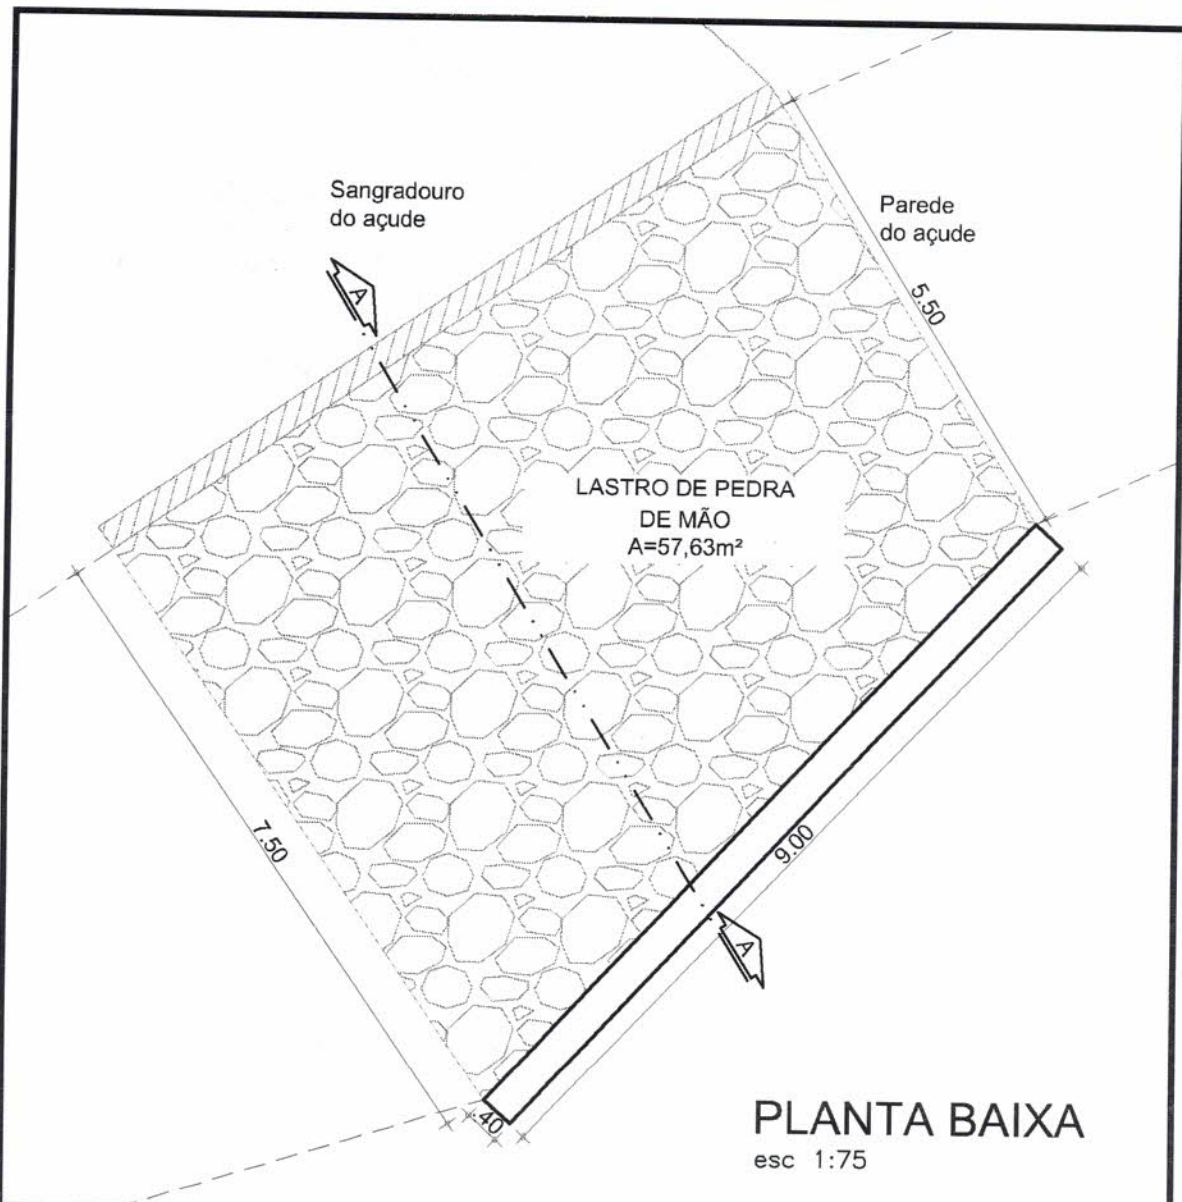 Sangradouro
do açude
A
Parede
do açude
5.50
LASTRO DE PEDRA
DE MÃO
A=57,63m²
7.50
9.00
A
.40
PLANTA BAIXA
esc 1:75